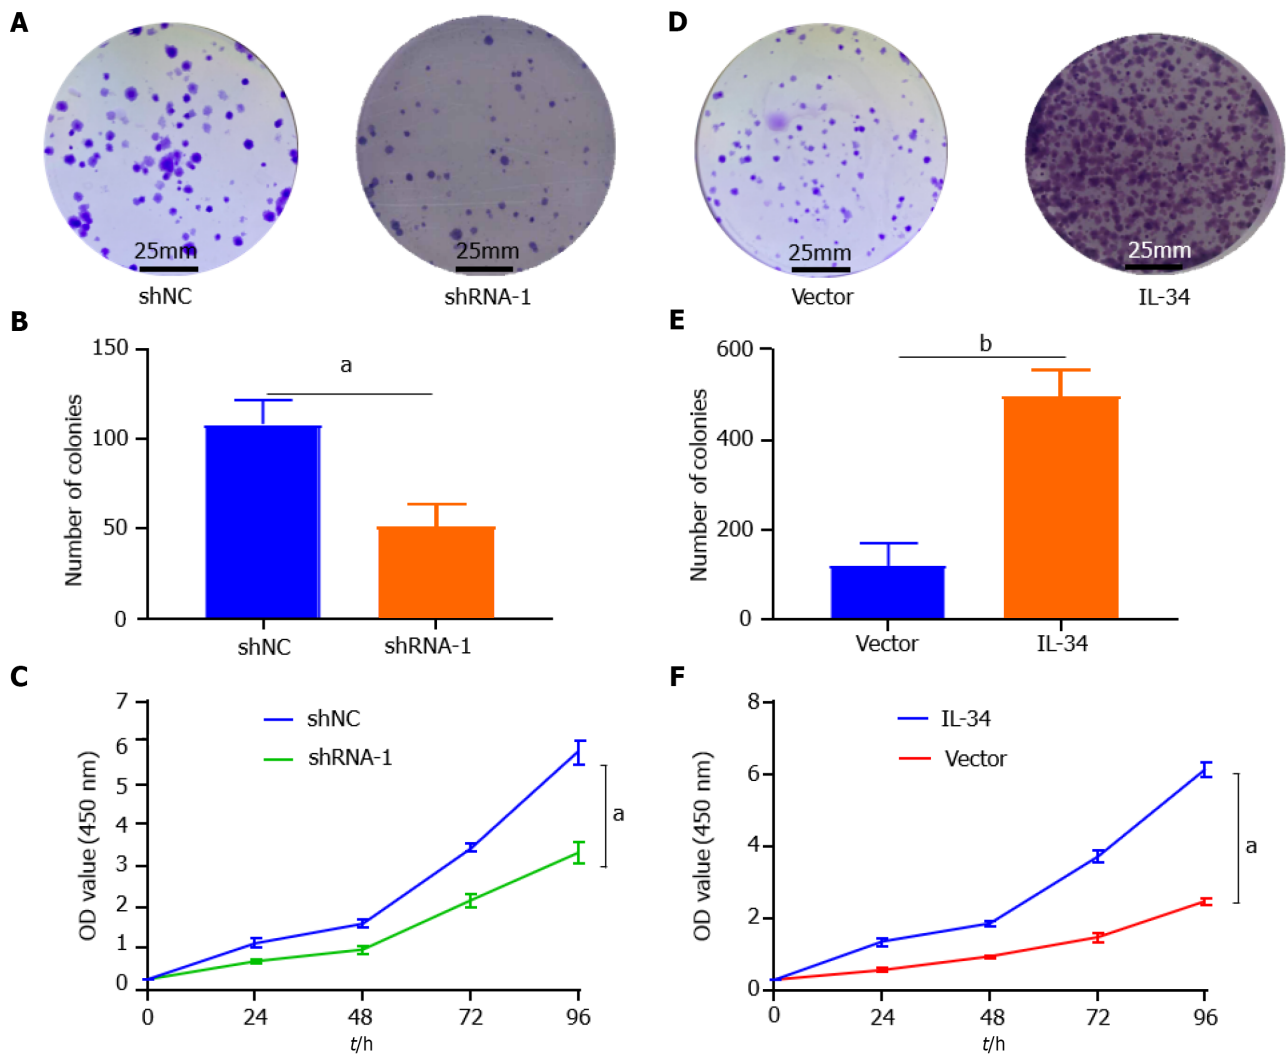 A
25mm
shNC
25mm
shRNA-1
B
150
100
50
0
Number of colonies
a
shNC
shRNA-1
C
7
6
5
4
3
2
1
0
OD value (450 nm)
shNC
shRNA-1
a
0 24 48 72 96
t/h
D
25mm
Vector
25mm
IL-34
E
600
400
200
0
Number of colonies
b
Vector
IL-34
F
8
6
4
2
0
OD value (450 nm)
IL-34
Vector
a
0 24 48 72 96
t/h